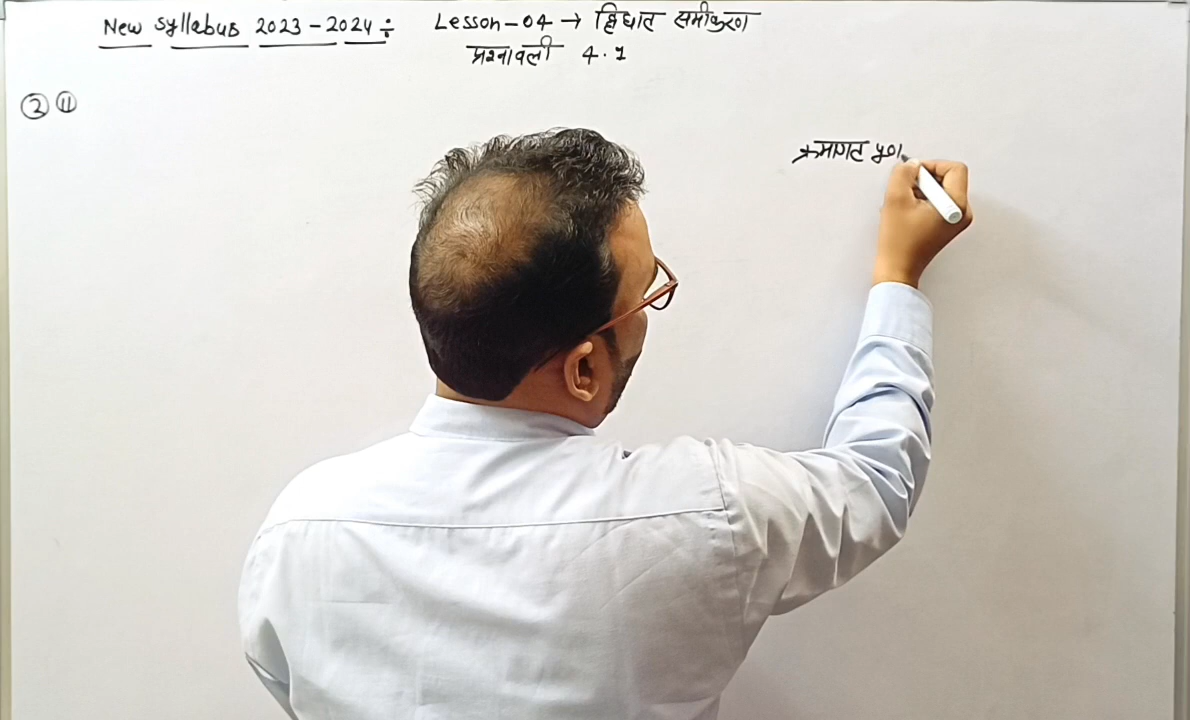 New Syllabus 2023-2024 ÷ Lesson-04 → द्विघात समीकरण
प्रश्नावली 4.1
② ⑪
क्रमागत